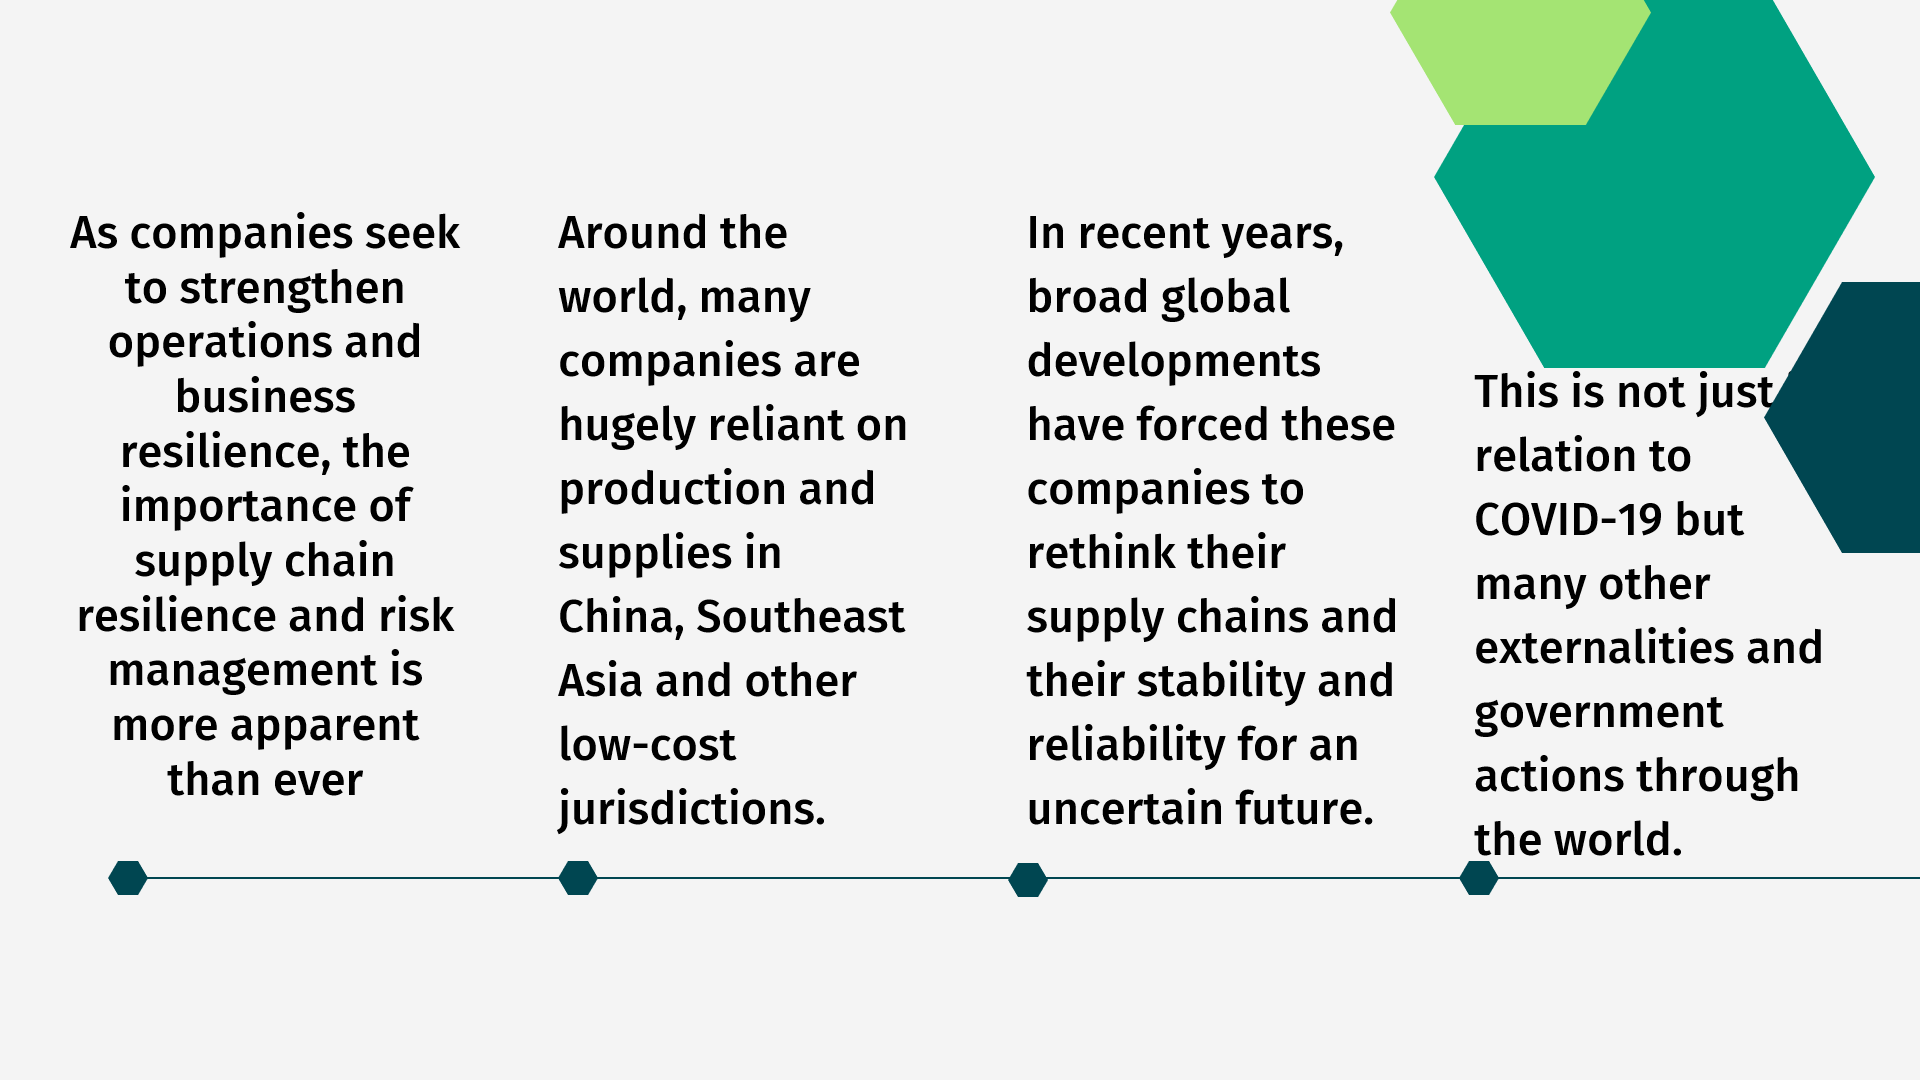 As companies seek
to strengthen
operations and
business
resilience, the
importance of
supply chain
resilience and risk
management is
more apparent
than ever
Around the
world, many
companies are
hugely reliant on
production and
supplies in
China, Southeast
Asia and other
low-cost
jurisdictions.
In recent years,
broad global
developments
have forced these
companies to
rethink their
supply chains and
their stability and
reliability for an
uncertain future.
This is not just
relation to
COVID-19 but
many other
externalities and
government
actions through
the world.